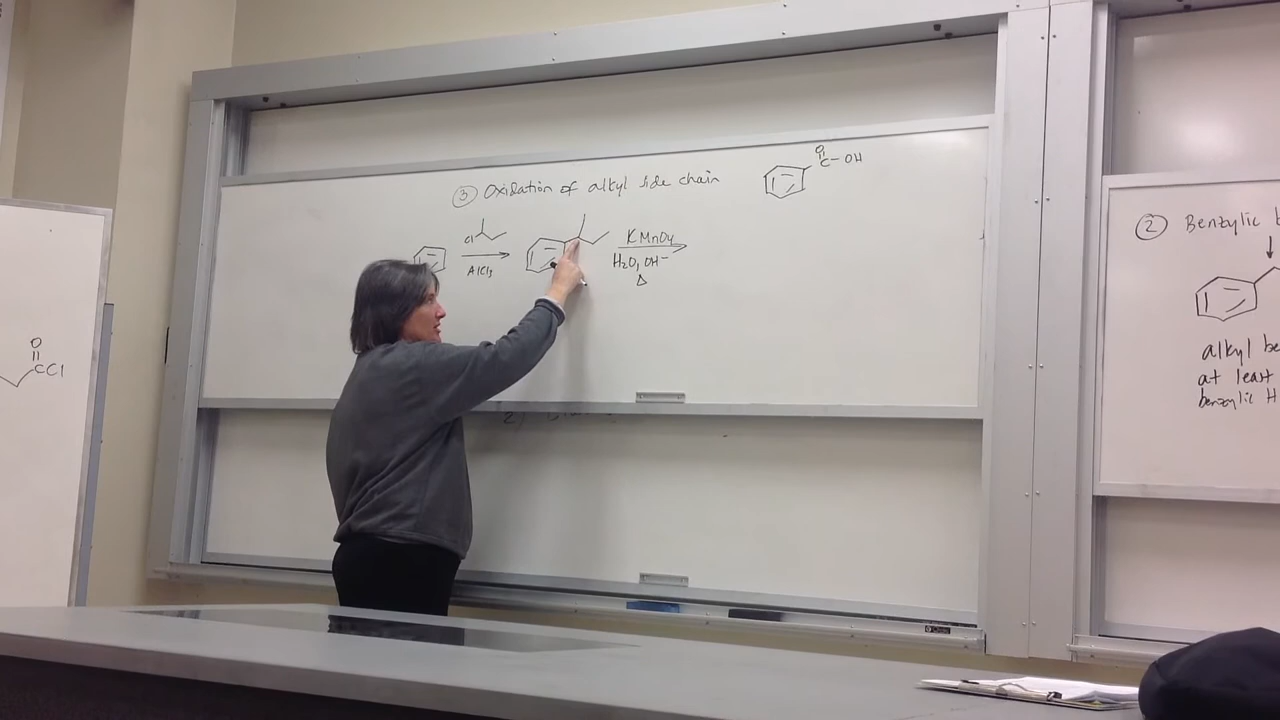 ③ Oxidation of alkyl side chain
O
C - OH
Cl
AlCl3
KMnO4
H2O, OH-
Δ
O
CCl
2)
② Benzylic b
alkyl be
at least
benzylic H